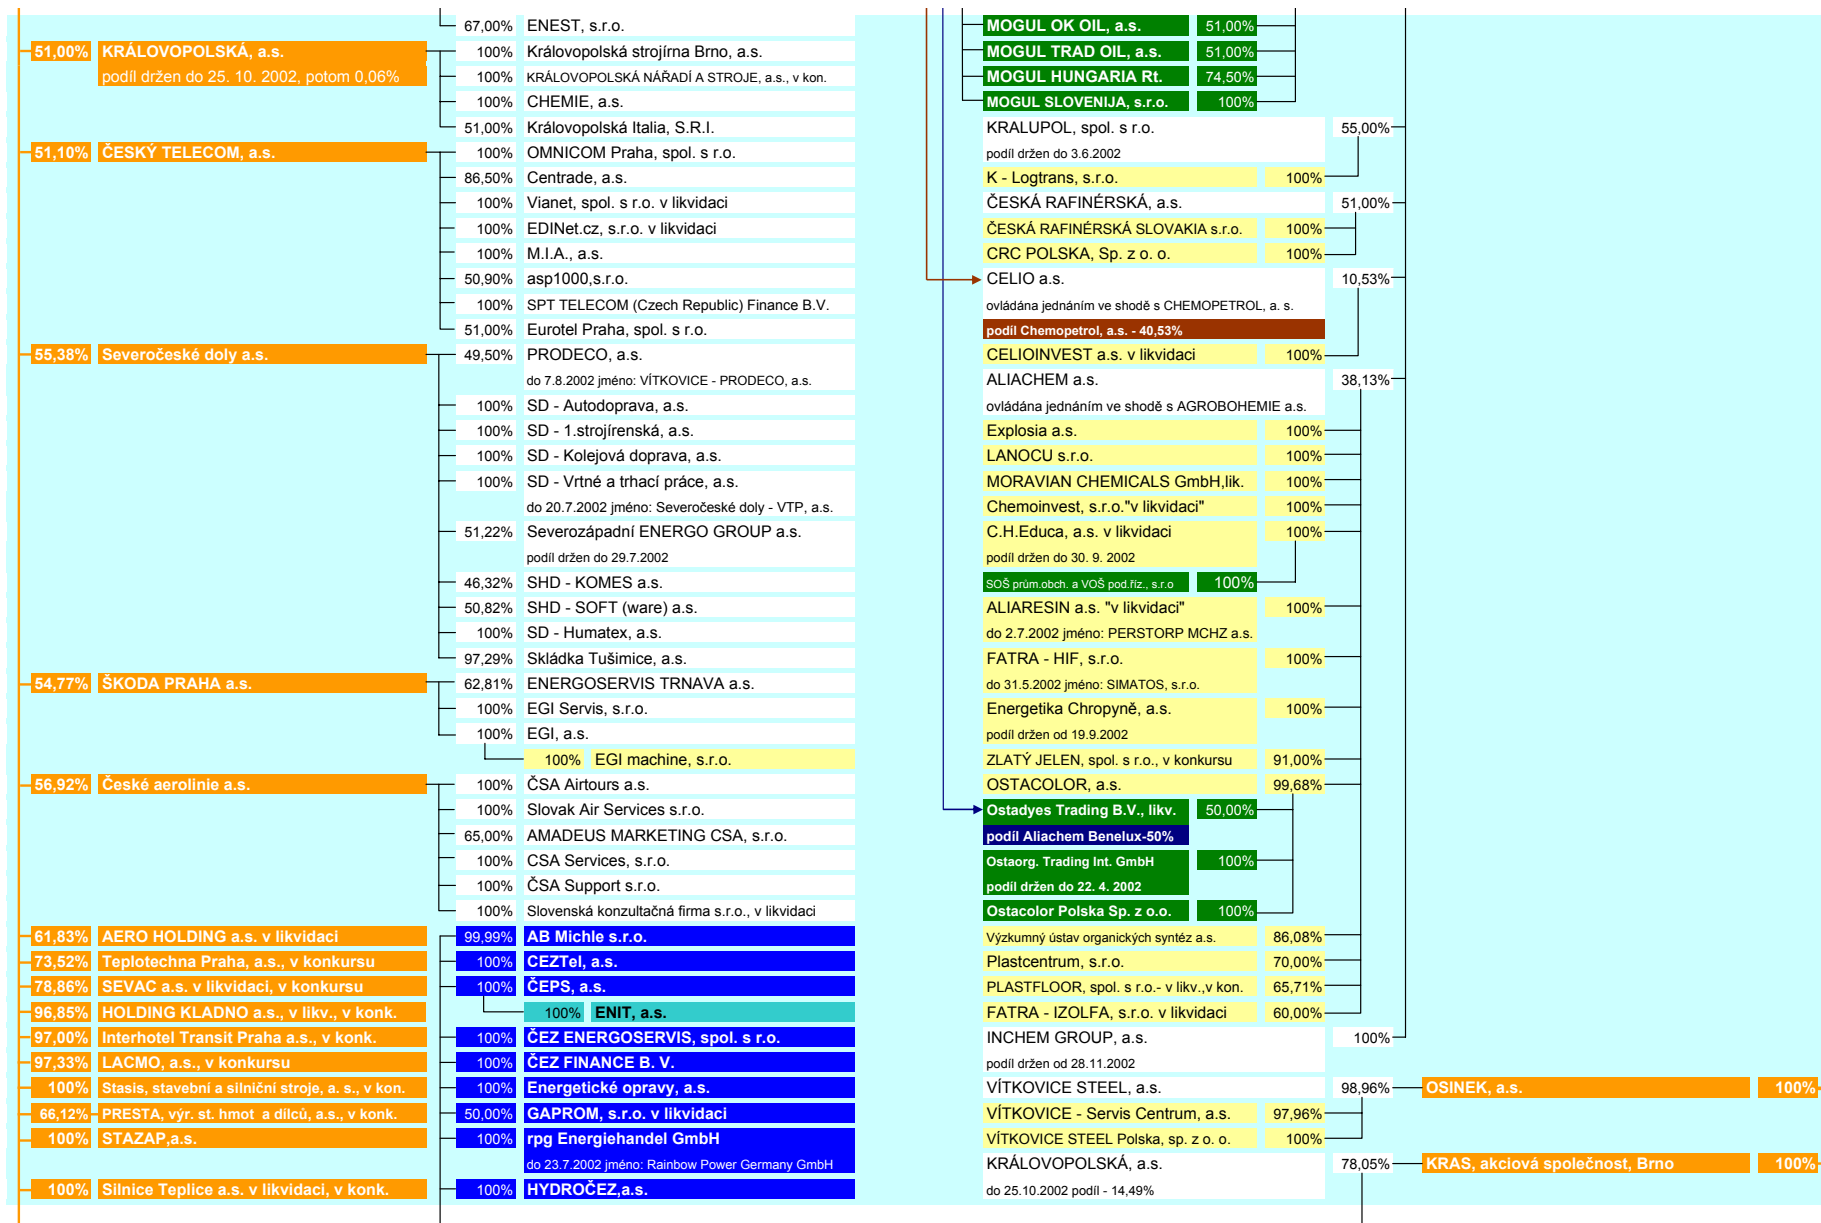 67,00% ENEST, s.r.o.
51,00% KRÁLOVOPOLSKÁ, a.s.
podíl držen do 25. 10. 2002, potom 0,06%
100% Královopolská strojírna Brno, a.s.
100% KRÁLOVOPOLSKÁ NÁŘADÍ A STROJE, a.s., v kon.
100% CHEMIE, a.s.
51,00% Královopolská Italia, S.R.I.
51,10% ČESKÝ TELECOM, a.s.
100% OMNICOM Praha, spol. s r.o.
86,50% Centrade, a.s.
100% Vianet, spol. s r.o. v likvidaci
100% EDINet.cz, s.r.o. v likvidaci
100% M.I.A., a.s.
50,90% asp1000,s.r.o.
100% SPT TELECOM (Czech Republic) Finance B.V.
51,00% Eurotel Praha, spol. s r.o.
55,38% Severočeské doly a.s.
49,50% PRODECO, a.s.
do 7.8.2002 jméno: VÍTKOVICE - PRODECO, a.s.
100% SD - Autodoprava, a.s.
100% SD - 1.strojírenská, a.s.
100% SD - Kolejová doprava, a.s.
100% SD - Vrtné a trhací práce, a.s.
do 20.7.2002 jméno: Severočeské doly - VTP, a.s.
51,22% Severozápadní ENERGO GROUP a.s.
podíl držen do 29.7.2002
46,32% SHD - KOMES a.s.
50,82% SHD - SOFT (ware) a.s.
100% SD - Humatex, a.s.
97,29% Skládka Tušimice, a.s.
54,77% ŠKODA PRAHA a.s.
62,81% ENERGOSERVIS TRNAVA a.s.
100% EGI Servis, s.r.o.
100% EGI, a.s.
100% EGI machine, s.r.o.
56,92% České aerolinie a.s.
100% ČSA Airtours a.s.
100% Slovak Air Services s.r.o.
65,00% AMADEUS MARKETING CSA, s.r.o.
100% CSA Services, s.r.o.
100% ČSA Support s.r.o.
100% Slovenská konzultačná firma s.r.o., v likvidaci
61,83% AERO HOLDING a.s. v likvidaci
73,52% Teplotechna Praha, a.s., v konkursu
78,86% SEVAC a.s. v likvidaci, v konkursu
96,85% HOLDING KLADNO a.s., v likv., v konk.
97,00% Interhotel Transit Praha a.s., v konk.
97,33% LACMO, a.s., v konkursu
100% Stasis, stavební a silniční stroje, a. s., v kon.
66,12% PRESTA, výr. st. hmot a dílců, a.s., v konk.
100% STAZAP,a.s.
100% Silnice Teplice a.s. v likvidaci, v konk.
99,99% AB Michle s.r.o.
100% CEZTel, a.s.
100% ČEPS, a.s.
100% ENIT, a.s.
100% ČEZ ENERGOSERVIS, spol. s r.o.
100% ČEZ FINANCE B. V.
100% Energetické opravy, a.s.
50,00% GAPROM, s.r.o. v likvidaci
100% rpg Energiehandel GmbH
do 23.7.2002 jméno: Rainbow Power Germany GmbH
100% HYDROČEZ,a.s.
MOGUL OK OIL, a.s. 51,00%
MOGUL TRAD OIL, a.s. 51,00%
MOGUL HUNGARIA Rt. 74,50%
MOGUL SLOVENIJA, s.r.o. 100%
KRALUPOL, spol. s r.o. 55,00%
podíl držen do 3.6.2002
K - Logtrans, s.r.o. 100%
ČESKÁ RAFINÉRSKÁ, a.s. 51,00%
ČESKÁ RAFINÉRSKÁ SLOVAKIA s.r.o. 100%
CRC POLSKA, Sp. z o. o. 100%
CELIO a.s. 10,53%
ovládána jednáním ve shodě s CHEMOPETROL, a. s.
podíl Chemopetrol, a.s. - 40,53%
CELIOINVEST a.s. v likvidaci 100%
ALIACHEM a.s. 38,13%
ovládána jednáním ve shodě s AGROBOHEMIE a.s.
Explosia a.s. 100%
LANOCU s.r.o. 100%
MORAVIAN CHEMICALS GmbH,lik. 100%
Chemoinvest, s.r.o."v likvidaci" 100%
C.H.Educa, a.s. v likvidaci 100%
podíl držen do 30. 9. 2002
SOŠ prům.obch. a VOŠ pod.říz., s.r.o 100%
ALIARESIN a.s. "v likvidaci" 100%
do 2.7.2002 jméno: PERSTORP MCHZ a.s.
FATRA - HIF, s.r.o. 100%
do 31.5.2002 jméno: SIMATOS, s.r.o.
Energetika Chropyně, a.s. 100%
podíl držen od 19.9.2002
ZLATÝ JELEN, spol. s r.o., v konkursu 91,00%
OSTACOLOR, a.s. 99,68%
Ostadyes Trading B.V., likv. 50,00%
podíl Aliachem Benelux-50%
Ostaorg. Trading Int. GmbH 100%
podíl držen do 22. 4. 2002
Ostacolor Polska Sp. z o.o. 100%
Výzkumný ústav organických syntéz a.s. 86,08%
Plastcentrum, s.r.o. 70,00%
PLASTFLOOR, spol. s r.o.- v likv.,v kon. 65,71%
FATRA - IZOLFA, s.r.o. v likvidaci 60,00%
INCHEM GROUP, a.s. 100%
podíl držen od 28.11.2002
VÍTKOVICE STEEL, a.s. 98,96% OSINEK, a.s. 100%
VÍTKOVICE - Servis Centrum, a.s. 97,96%
VÍTKOVICE STEEL Polska, sp. z o. o. 100%
KRÁLOVOPOLSKÁ, a.s. 78,05% KRAS, akciová společnost, Brno 100%
do 25.10.2002 podíl - 14,49%